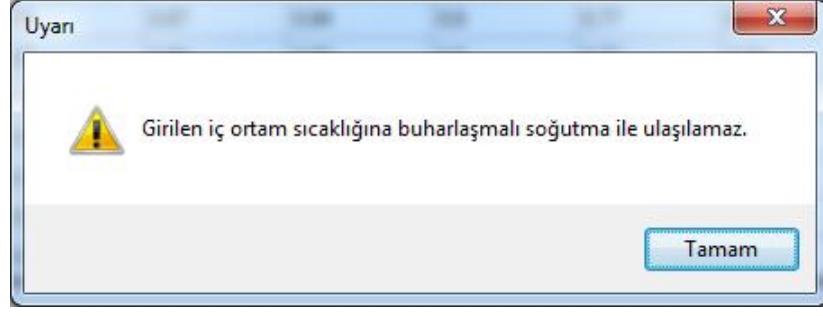 Uyarı
Girilen iç ortam sıcaklığına buharlaşmalı soğutma ile ulaşılamaz.
Tamam